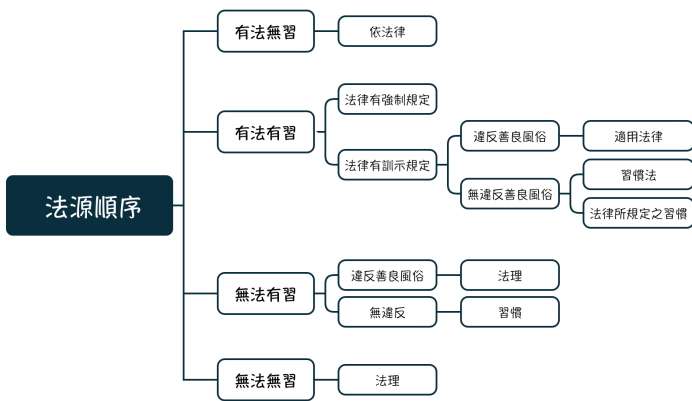 法源順序
有法無習
依法律
有法有習
法律有強制規定
法律有訓示規定
違反善良風俗
適用法律
無違反善良風俗
習慣法
法律所規定之習慣
無法有習
違反善良風俗
法理
無違反
習慣
無法無習
法理